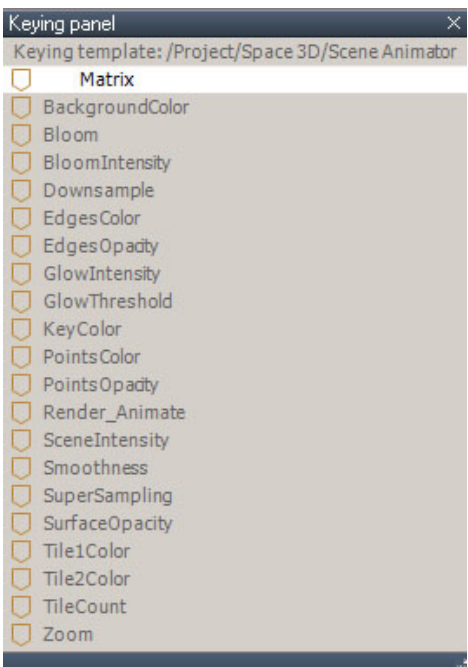 Keying panel
Keying template: /Project/Space 3D/Scene Animator
Matrix
BackgroundColor
Bloom
BloomIntensity
Downsample
EdgesColor
EdgesOpacity
GlowIntensity
GlowThreshold
KeyColor
PointsColor
PointsOpacity
Render_Animate
SceneIntensity
Smoothness
SuperSampling
SurfaceOpacity
Tile1Color
Tile2Color
TileCount
Zoom